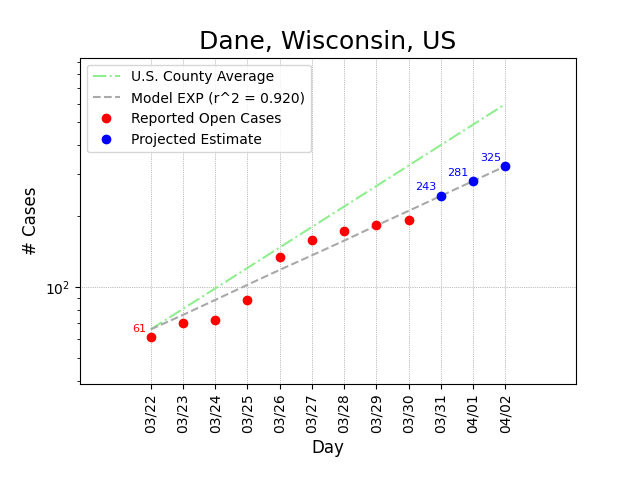 Dane, Wisconsin, US
U.S. County Average
Model EXP (r^2 = 0.920)
Reported Open Cases
Projected Estimate
# Cases
10^2
61
243
281
325
03/22
03/23
03/24
03/25
03/26
03/27
03/28
03/29
03/30
03/31
04/01
04/02
Day